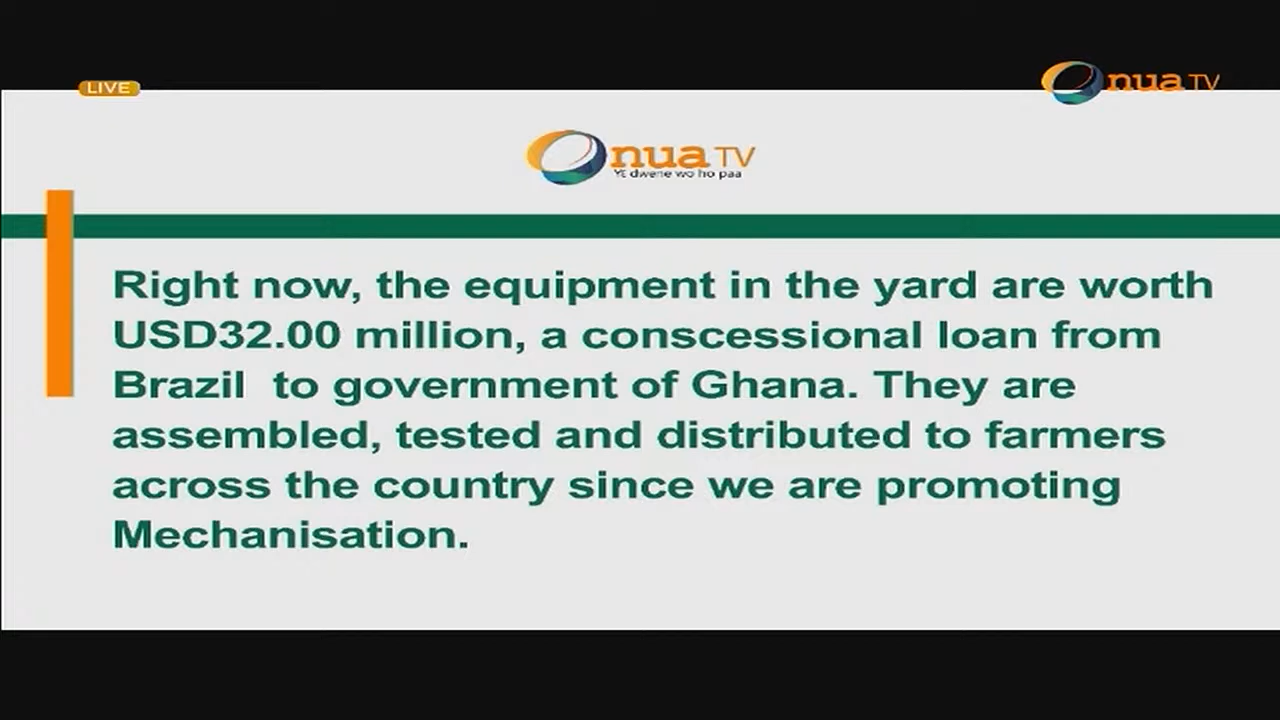 LIVE
nua TV
nua TV
Yɛ dwene wo ho paa
Right now, the equipment in the yard are worth
USD32.00 million, a conscessional loan from
Brazil  to government of Ghana. They are
assembled, tested and distributed to farmers
across the country since we are promoting
Mechanisation.